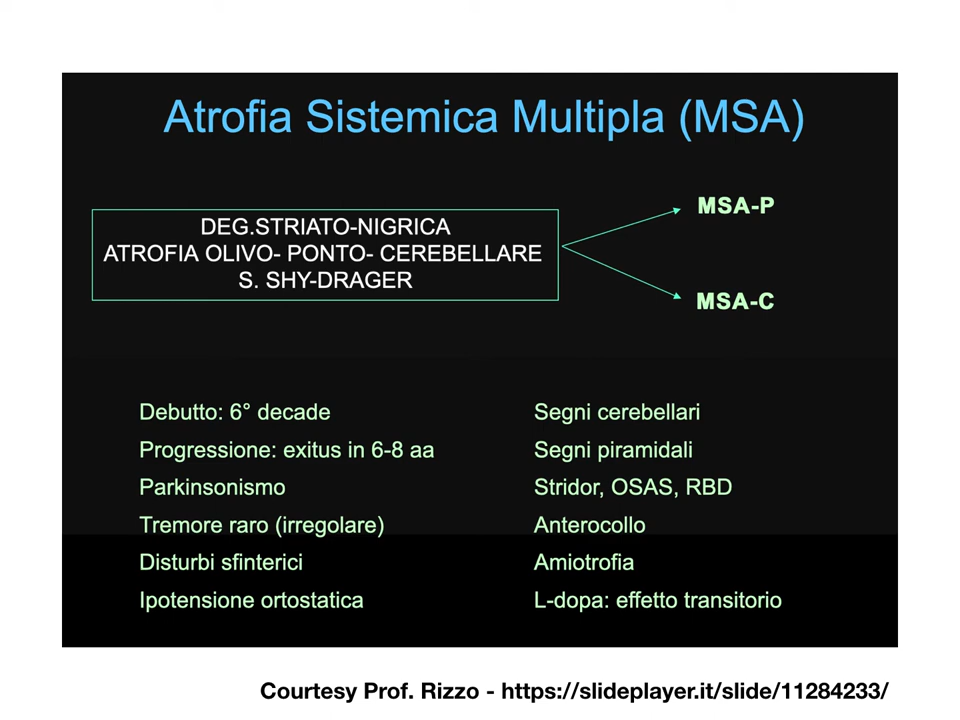 Atrofia Sistemica Multipla (MSA)
DEG.STRIATO-NIGRICA
ATROFIA OLIVO- PONTO- CEREBELLARE
S. SHY-DRAGER
MSA-P
MSA-C
Debutto: 6° decade
Progressione: exitus in 6-8 aa
Parkinsonismo
Tremore raro (irregolare)
Disturbi sfinterici
Ipotensione ortostatica
Segni cerebellari
Segni piramidali
Stridor, OSAS, RBD
Anterocollo
Amiotrofia
L-dopa: effetto transitorio
Courtesy Prof. Rizzo - https://slideplayer.it/slide/11284233/